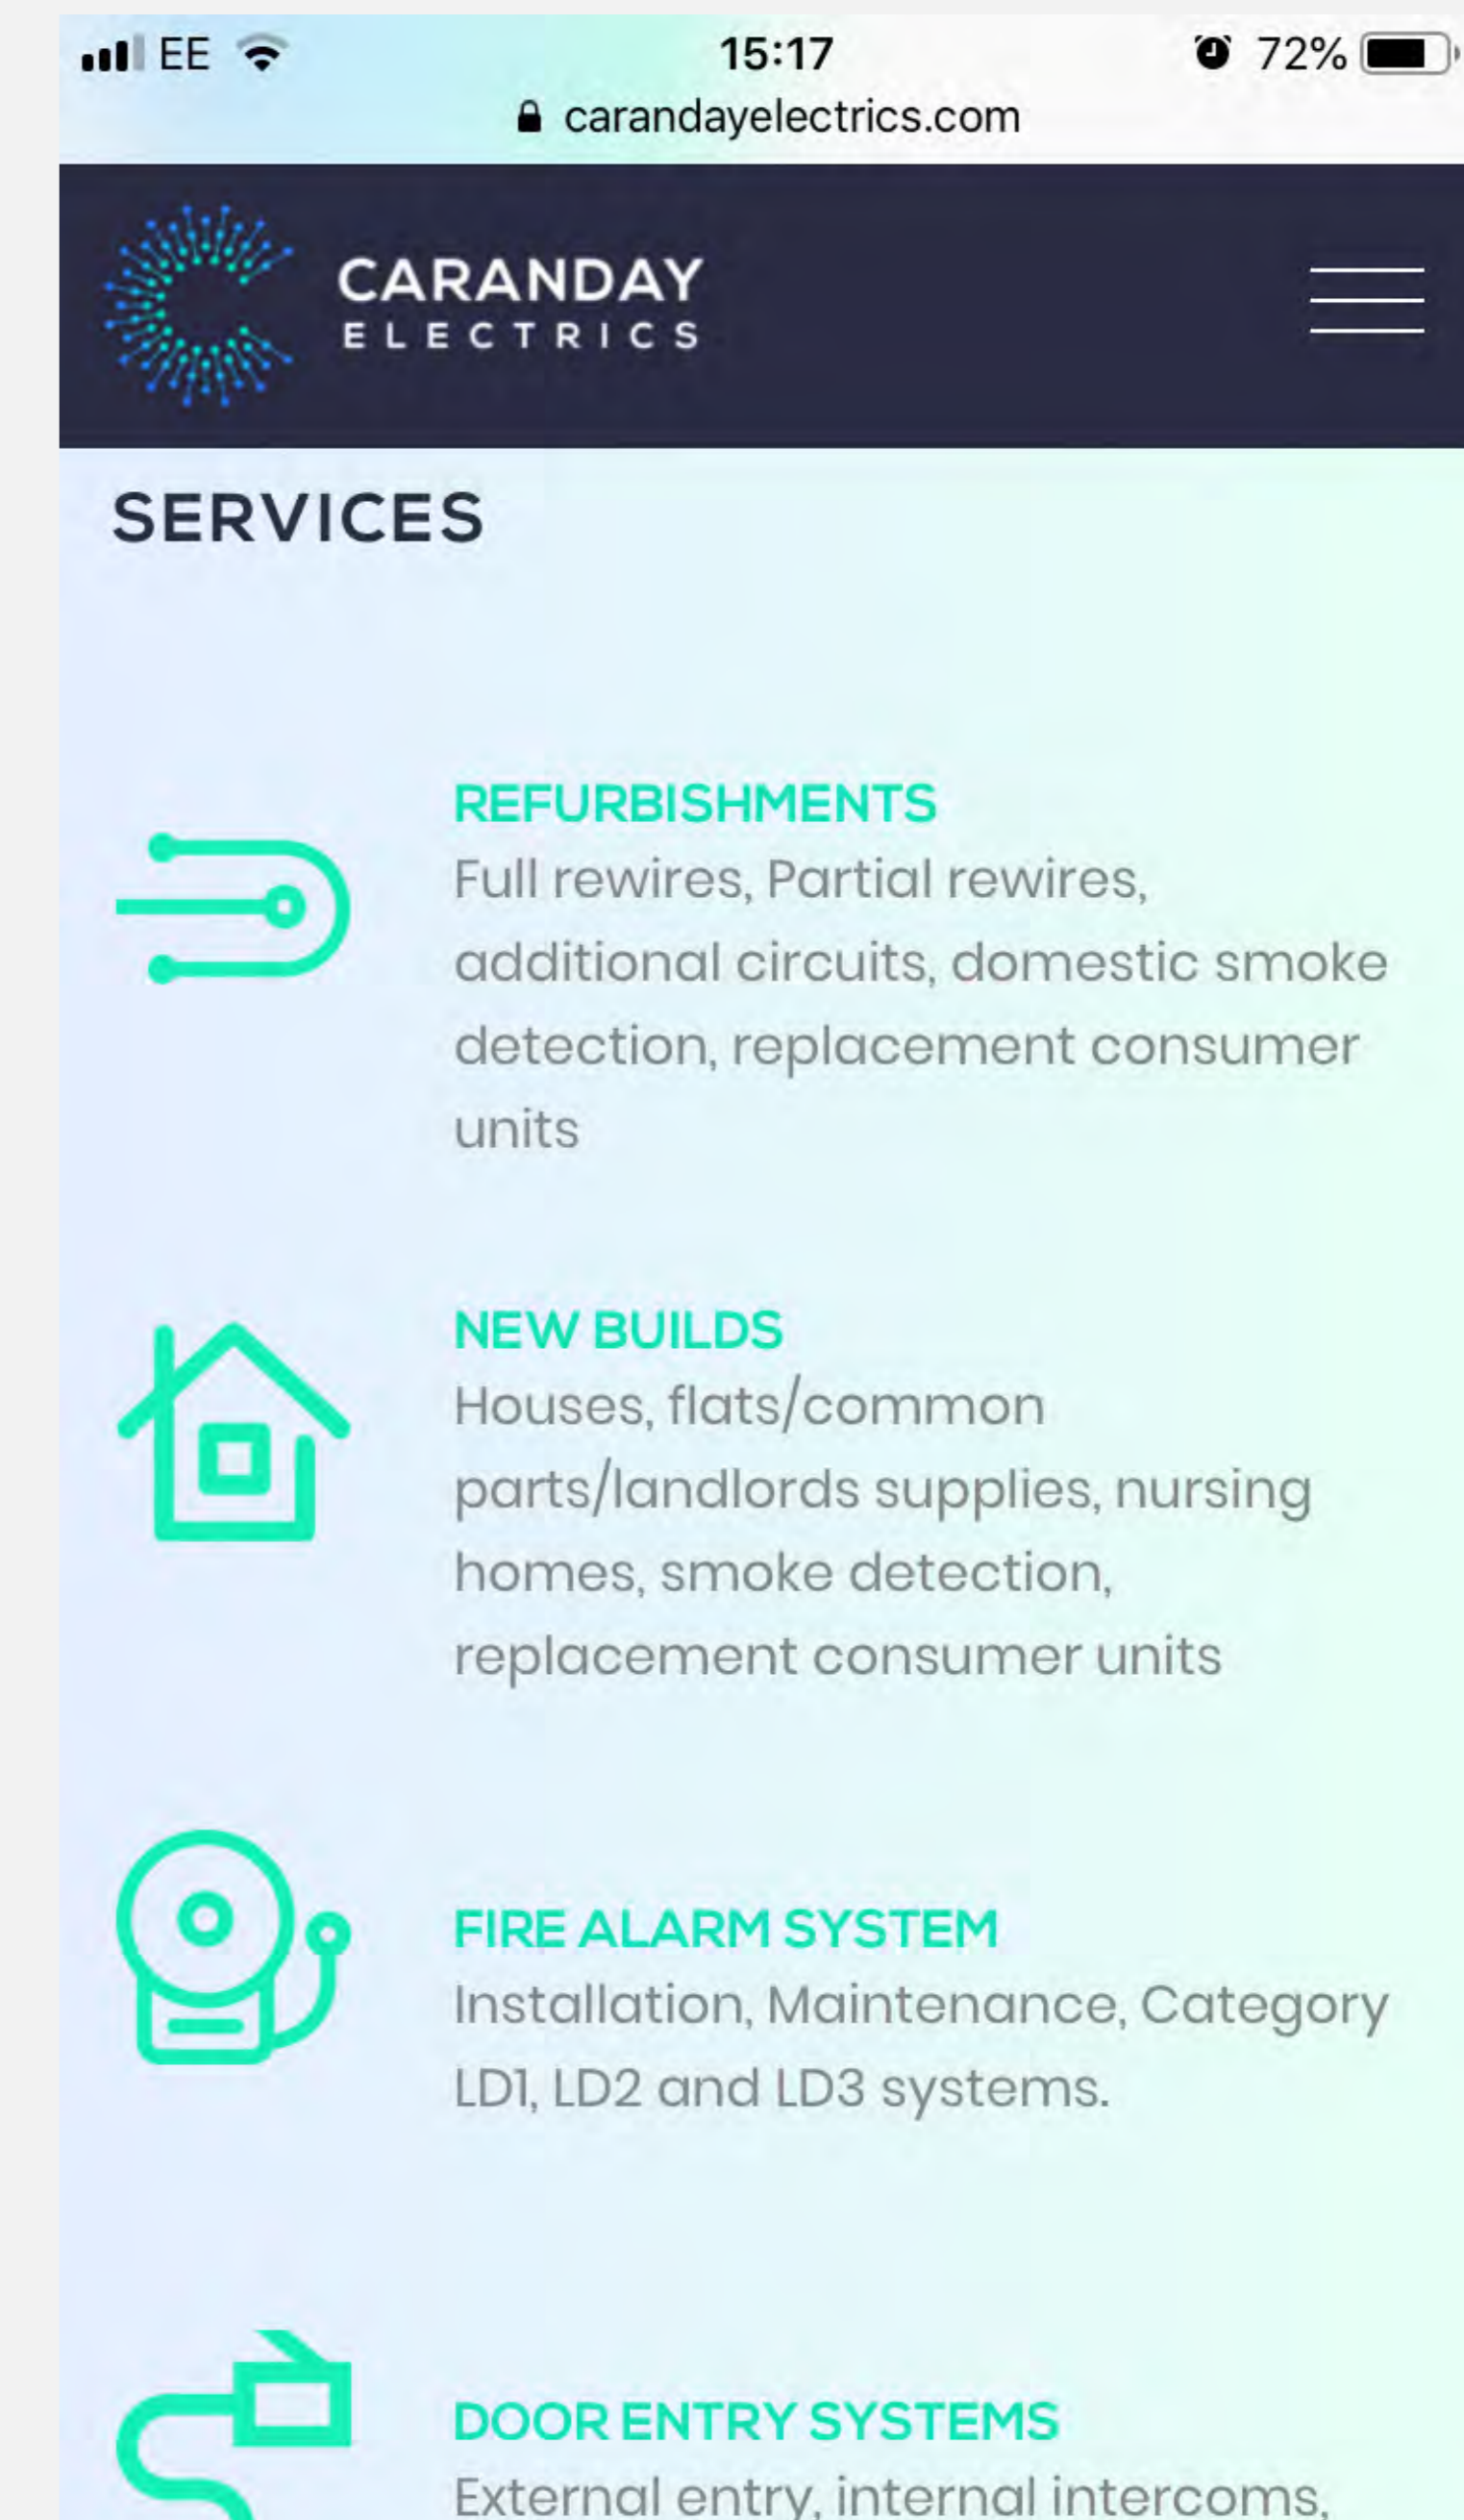 EE
15:17
72%
carandayelectrics.com
CARANDAY
ELECTRICS
SERVICES
REFURBISHMENTS
Full rewires, Partial rewires,
additional circuits, domestic smoke
detection, replacement consumer
units
NEW BUILDS
Houses, flats/common
parts/landlords supplies, nursing
homes, smoke detection,
replacement consumer units
FIRE ALARM SYSTEM
Installation, Maintenance, Category
LD1, LD2 and LD3 systems.
DOOR ENTRY SYSTEMS
External entry, internal intercoms,